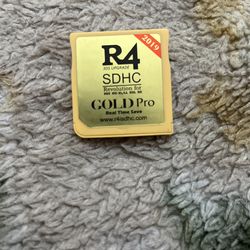 R4
2019
3DS UPGRADE
SDHC
Revolution for
GOLD Pro
Real Time Save
www.r4isdhc.com